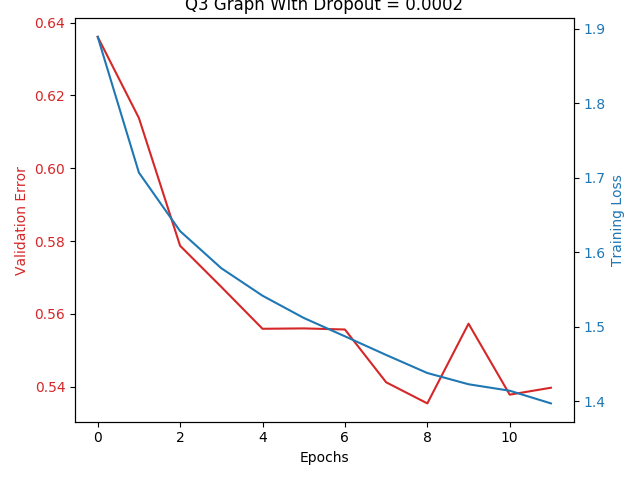 Q3 Graph With Dropout = 0.0002
0.64
0.62
0.60
0.58
0.56
0.54
Validation Error
1.9
1.8
1.7
1.6
1.5
1.4
Training Loss
0 2 4 6 8 10
Epochs